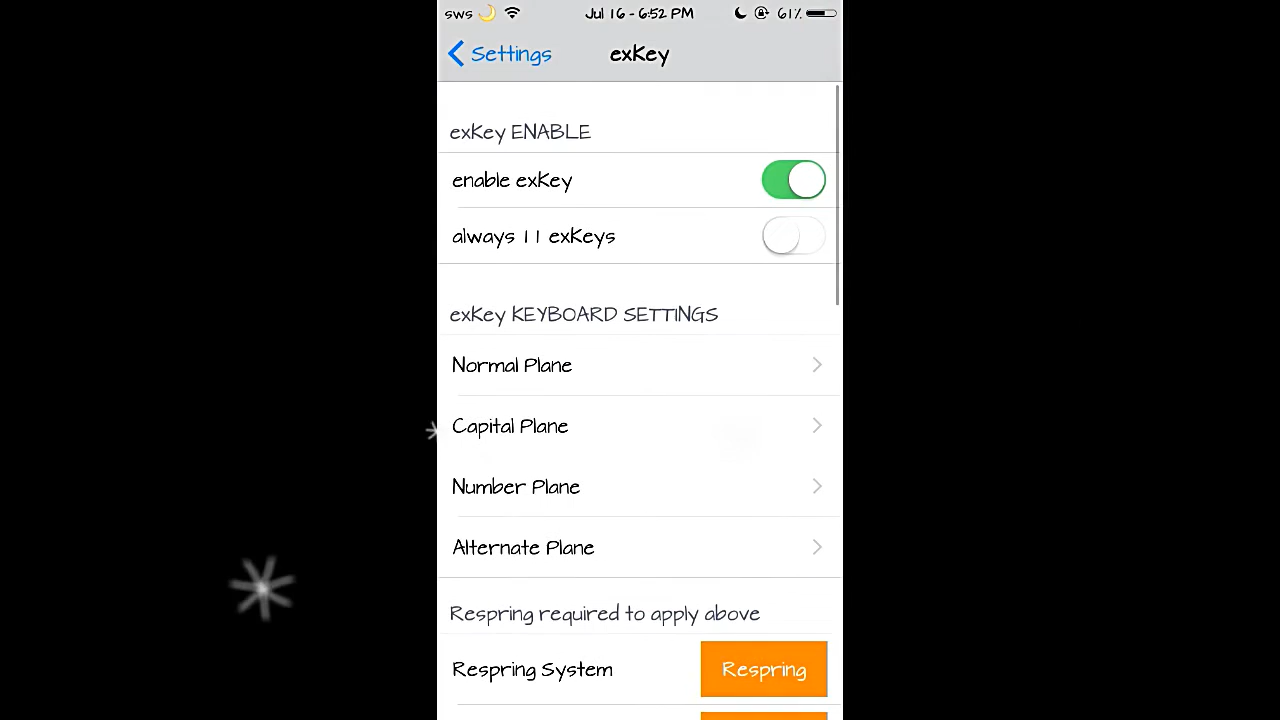 sws 🌙 Jul 16 - 6:52 PM 61%
Settings exKey
exKey ENABLE
enable exKey
always 11 exKeys
exKey KEYBOARD SETTINGS
Normal Plane
Capital Plane
Number Plane
Alternate Plane
Respring required to apply above
Respring System Respring